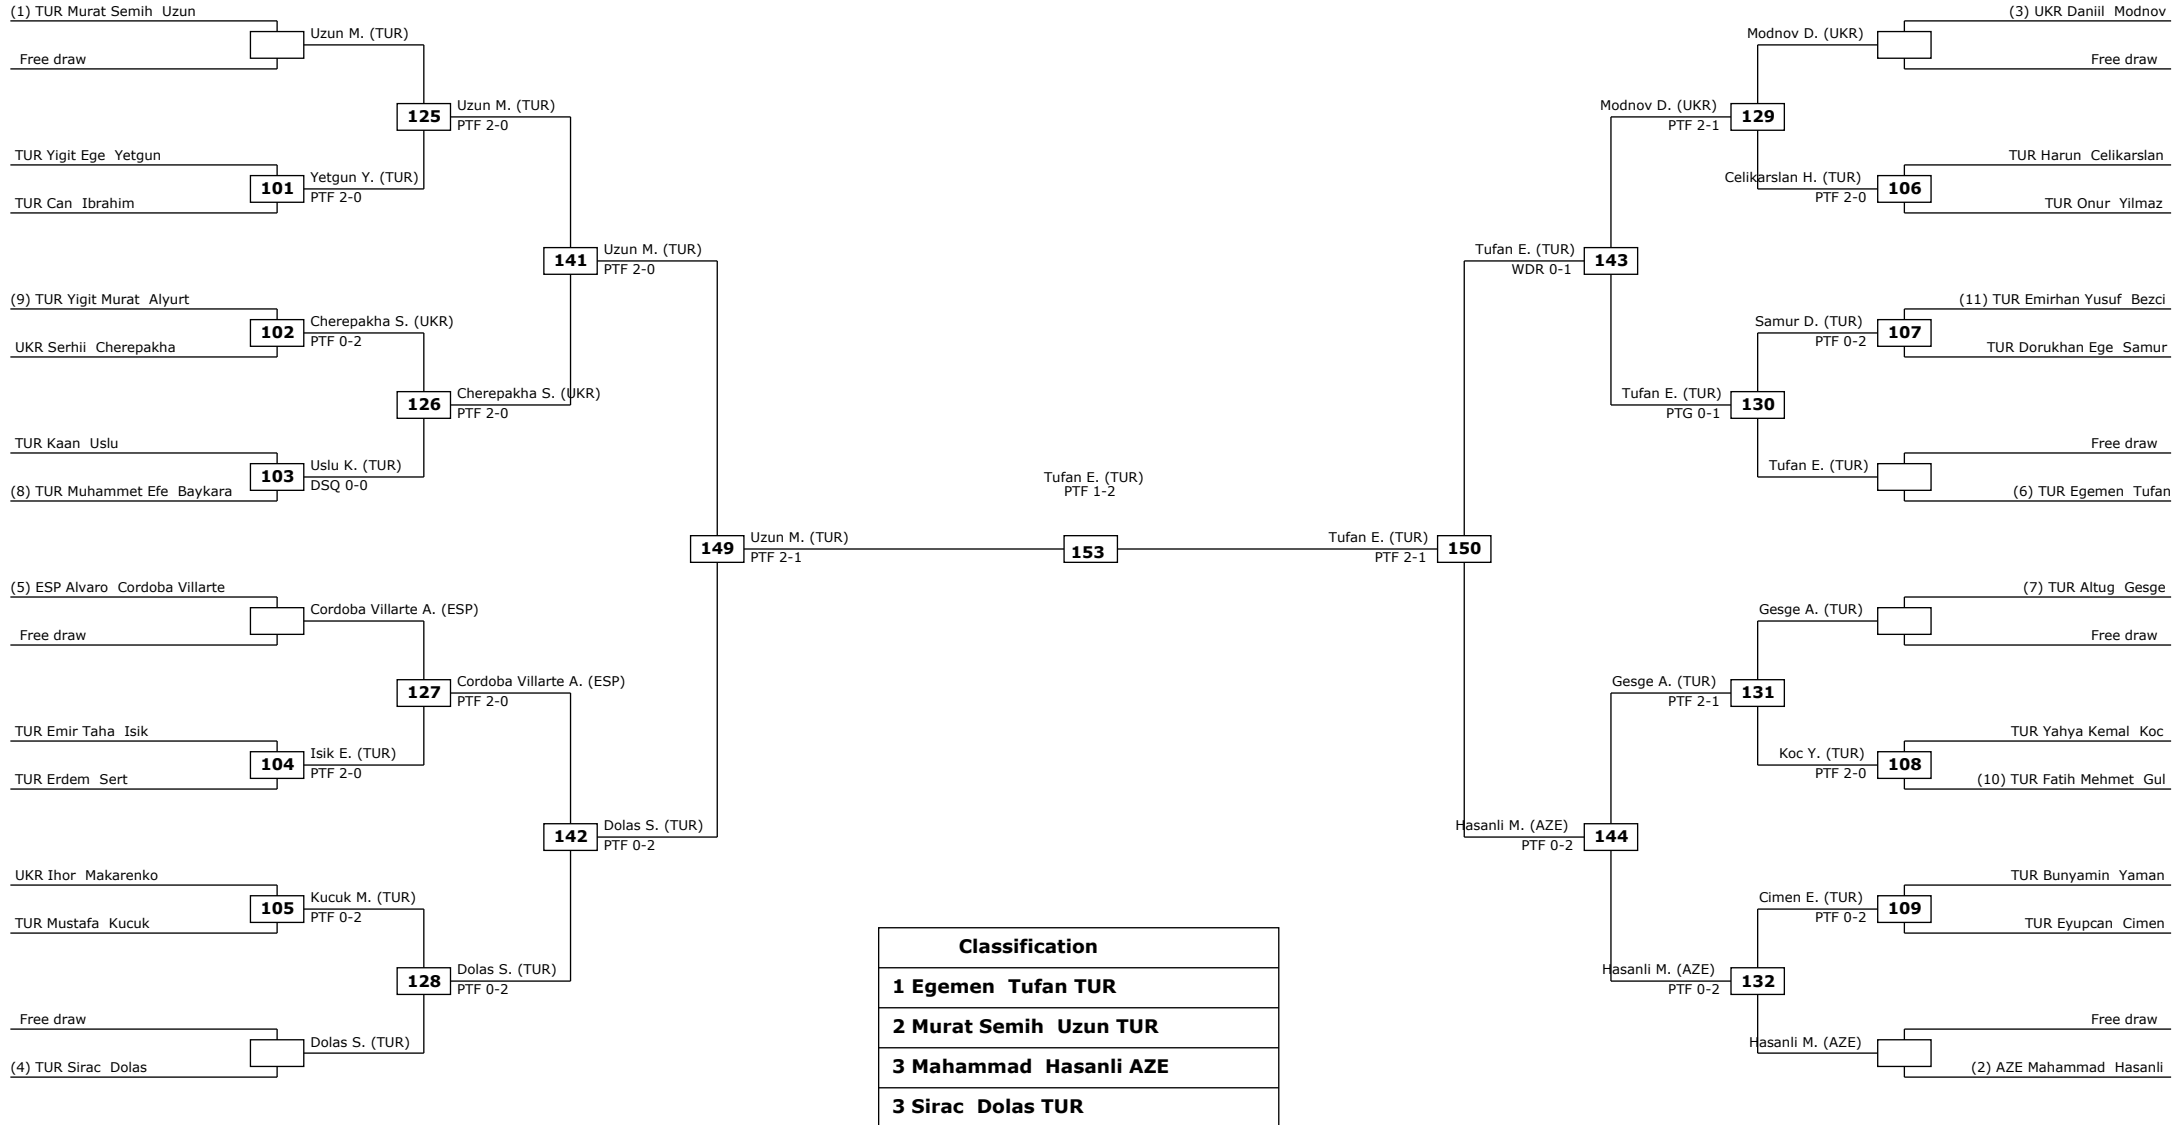 (1) TUR Murat Semih Uzun
Uzun M. (TUR)
Free draw
125
Uzun M. (TUR)
PTF 2-0
TUR Yigit Ege Yetgun
101
Yetgun Y. (TUR)
PTF 2-0
TUR Can Ibrahim
141
Uzun M. (TUR)
PTF 2-0
(9) TUR Yigit Murat Alyurt
102
Cherepakha S. (UKR)
PTF 0-2
UKR Serhii Cherepakha
126
Cherepakha S. (UKR)
PTF 2-0
TUR Kaan Uslu
103
Uslu K. (TUR)
DSQ 0-0
(8) TUR Muhammet Efe Baykara
149
Uzun M. (TUR)
PTF 2-1
(5) ESP Alvaro Cordoba Villarte
Cordoba Villarte A. (ESP)
Free draw
127
Cordoba Villarte A. (ESP)
PTF 2-0
TUR Emir Taha Isik
104
Isik E. (TUR)
PTF 2-0
TUR Erdem Sert
142
Dolas S. (TUR)
PTF 0-2
UKR Ihor Makarenko
105
Kucuk M. (TUR)
PTF 0-2
TUR Mustafa Kucuk
128
Dolas S. (TUR)
PTF 0-2
Free draw
Dolas S. (TUR)
(4) TUR Sirac Dolas
Tufan E. (TUR)
PTF 1-2
153
(3) UKR Daniil Modnov
Modnov D. (UKR)
Free draw
Modnov D. (UKR)
PTF 2-1
129
TUR Harun Celikarslan
Celikarslan H. (TUR)
PTF 2-0
106
TUR Onur Yilmaz
Tufan E. (TUR)
WDR 0-1
143
(11) TUR Emirhan Yusuf Bezci
Samur D. (TUR)
PTF 0-2
107
TUR Dorukhan Ege Samur
Tufan E. (TUR)
PTG 0-1
130
Free draw
Tufan E. (TUR)
(6) TUR Egemen Tufan
Tufan E. (TUR)
PTF 2-1
150
(7) TUR Altug Gesge
Gesge A. (TUR)
Free draw
Gesge A. (TUR)
PTF 2-1
131
TUR Yahya Kemal Koc
Koc Y. (TUR)
PTF 2-0
108
(10) TUR Fatih Mehmet Gul
Hasanli M. (AZE)
PTF 0-2
144
TUR Bunyamin Yaman
Cimen E. (TUR)
PTF 0-2
109
TUR Eyupcan Cimen
Hasanli M. (AZE)
PTF 0-2
132
Free draw
Hasanli M. (AZE)
(2) AZE Mahammad Hasanli
Classification
1 Egemen Tufan TUR
2 Murat Semih Uzun TUR
3 Mahammad Hasanli AZE
3 Sirac Dolas TUR